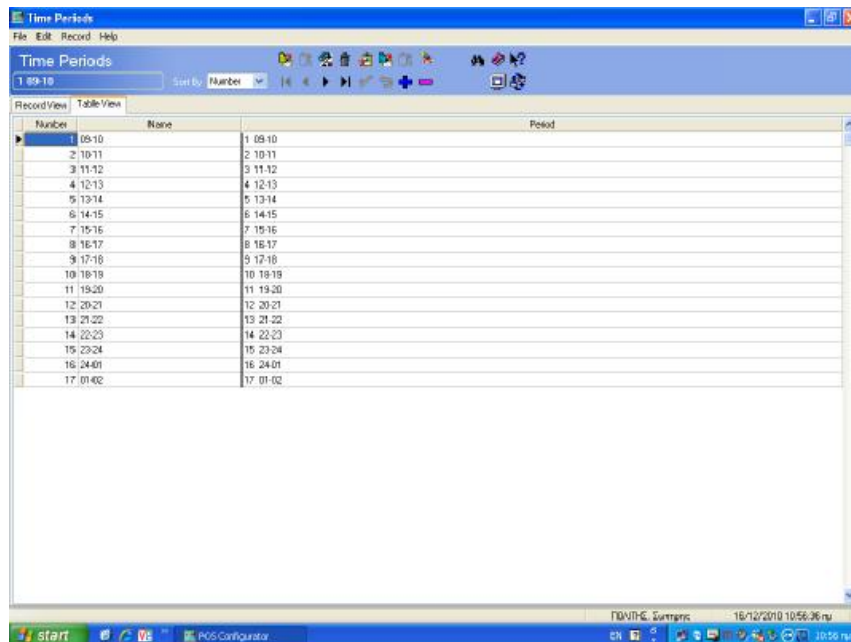 Time Periods
File Edit Record Help
Time Periods
1 09-10
Sort By Number
Record View Table View
Number Name Period
1 09-10 1 09-10
2 10-11 2 10-11
3 11-12 3 11-12
4 12-13 4 12-13
5 13-14 5 13-14
6 14-15 6 14-15
7 15-16 7 15-16
8 16-17 8 16-17
9 17-18 9 17-18
10 18-19 10 18-19
11 19-20 11 19-20
12 20-21 12 20-21
13 21-22 13 21-22
14 22-23 14 22-23
15 23-24 15 23-24
16 24-01 16 24-01
17 01-02 17 01-02
ΠΟΛΙΤΗΣ, Σωτηρης 16/12/2010 10:56:36 πμ
start POS Configurator EN 10:56 πμ